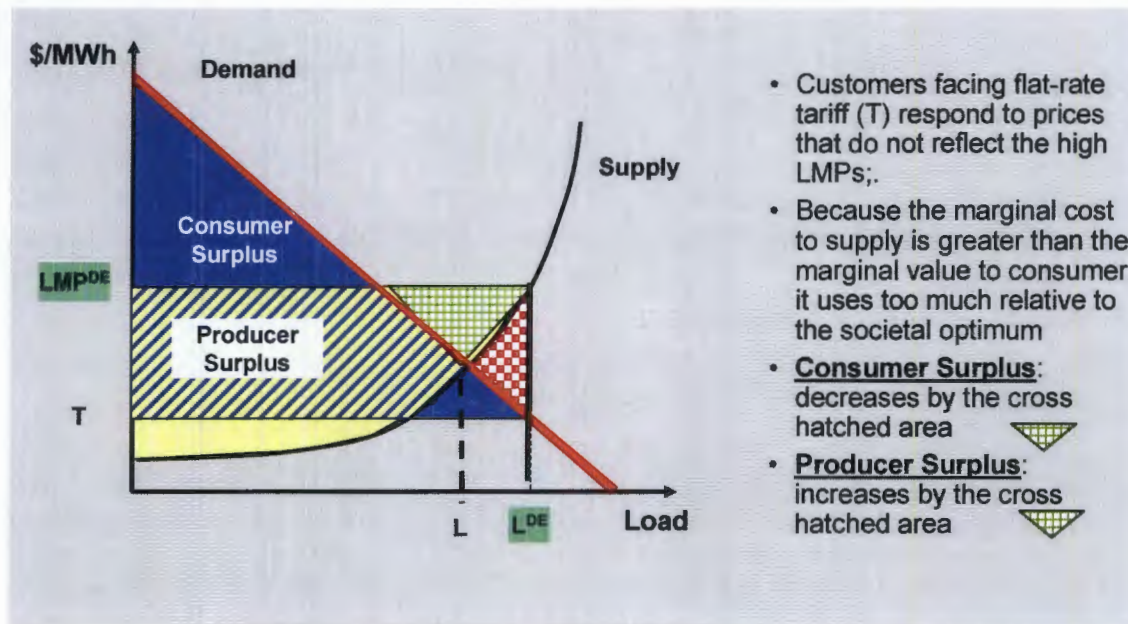 $/MWh
Demand
Supply
Consumer
Surplus
LMPᴰᴱ
Producer
Surplus
T
L
Lᴰᴱ
Load
• Customers facing flat-rate
tariff (T) respond to prices
that do not reflect the high
LMPs;.
• Because the marginal cost
to supply is greater than the
marginal value to consumer
it uses too much relative to
the societal optimum
• Consumer Surplus:
decreases by the cross
hatched area
• Producer Surplus:
increases by the cross
hatched area